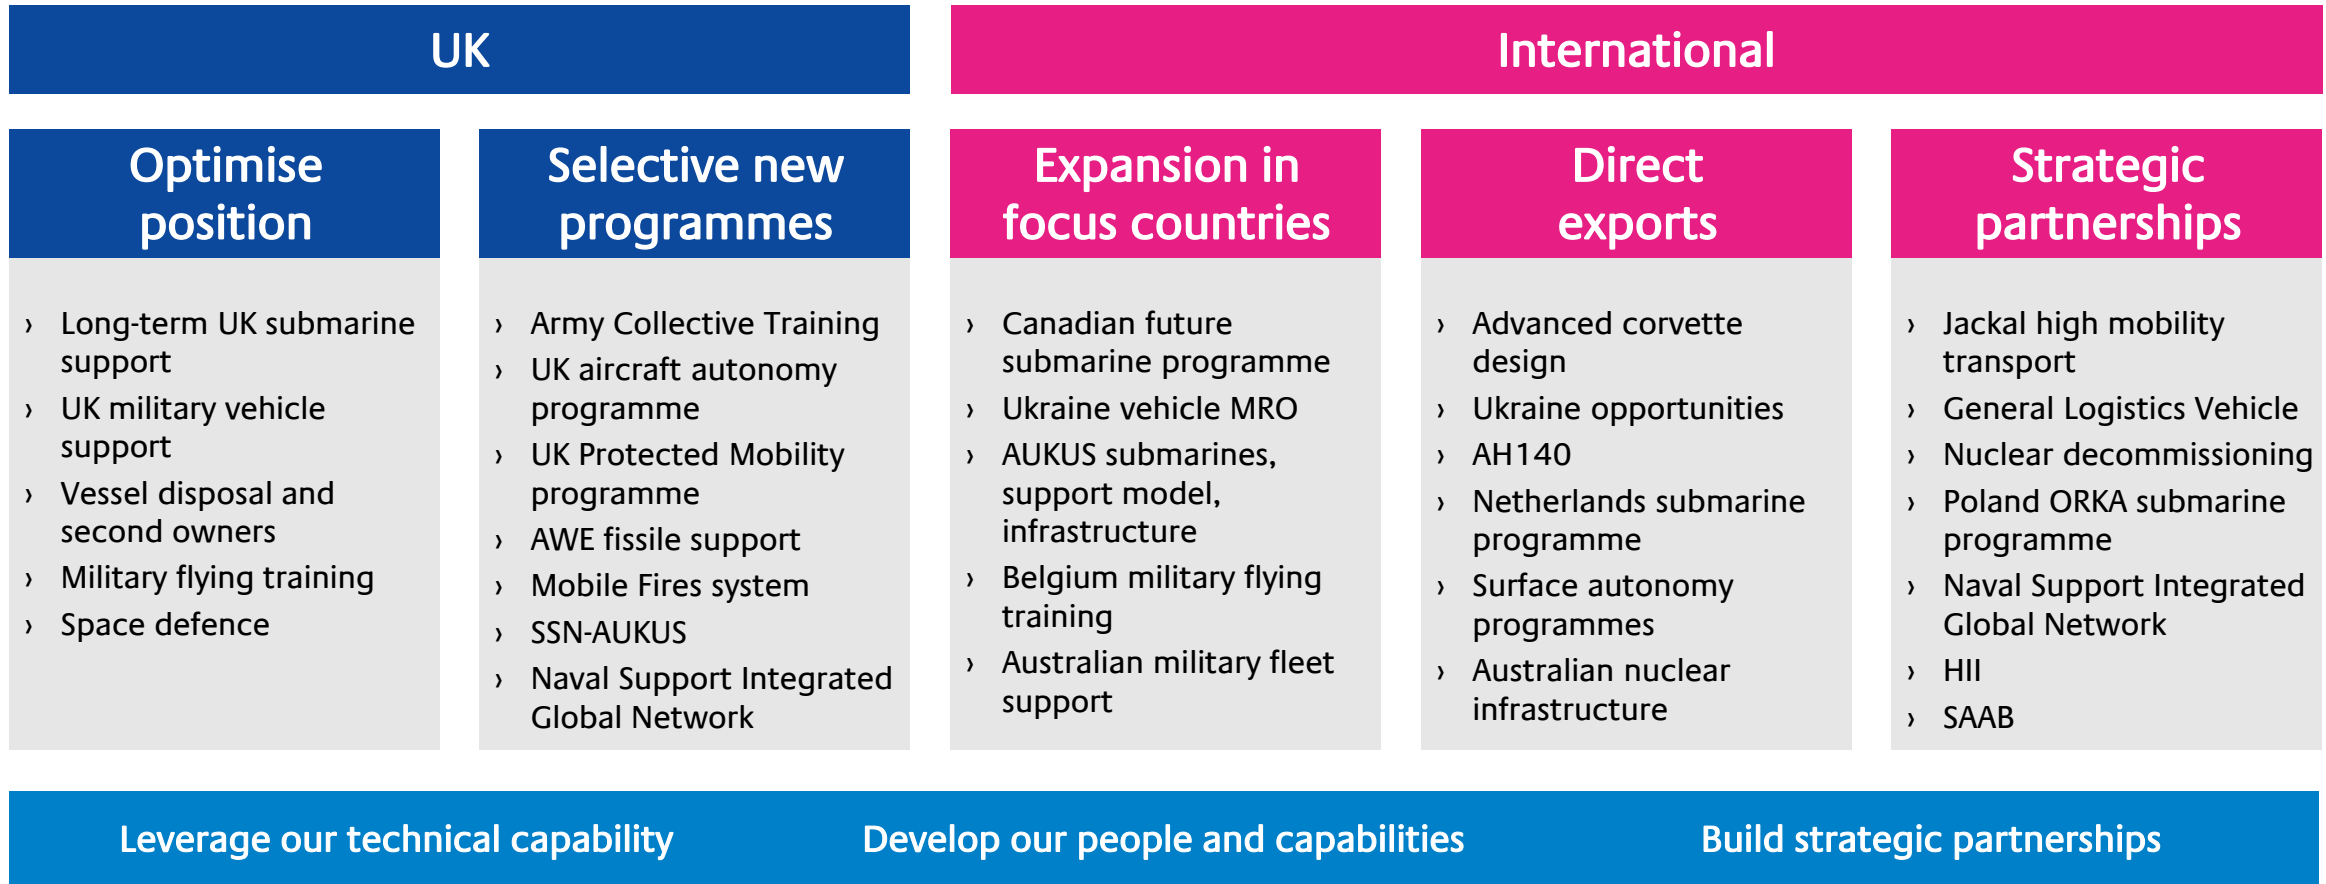 UK
International
Optimise
position
› Long-term UK submarine
support
› UK military vehicle
support
› Vessel disposal and
second owners
› Military flying training
› Space defence
Selective new
programmes
› Army Collective Training
› UK aircraft autonomy
programme
› UK Protected Mobility
programme
› AWE fissile support
› Mobile Fires system
› SSN-AUKUS
› Naval Support Integrated
Global Network
Expansion in
focus countries
› Canadian future
submarine programme
› Ukraine vehicle MRO
› AUKUS submarines,
support model,
infrastructure
› Belgium military flying
training
› Australian military fleet
support
Direct
exports
› Advanced corvette
design
› Ukraine opportunities
› AH140
› Netherlands submarine
programme
› Surface autonomy
programmes
› Australian nuclear
infrastructure
Strategic
partnerships
› Jackal high mobility
transport
› General Logistics Vehicle
› Nuclear decommissioning
› Poland ORKA submarine
programme
› Naval Support Integrated
Global Network
› HII
› SAAB
Leverage our technical capability
Develop our people and capabilities
Build strategic partnerships